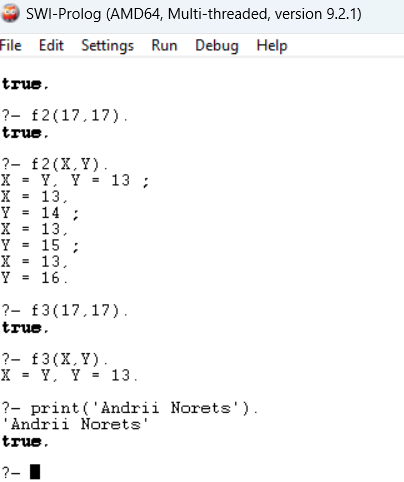 SWI-Prolog (AMD64, Multi-threaded, version 9.2.1)
File Edit Settings Run Debug Help
true.
?- f2(17,17).
true.
?- f2(X,Y).
X = Y, Y = 13 ;
X = 13,
Y = 14 ;
X = 13,
Y = 15 ;
X = 13,
Y = 16.
?- f3(17,17).
true.
?- f3(X,Y).
X = Y, Y = 13.
?- print('Andrii Norets').
'Andrii Norets'
true.
?-